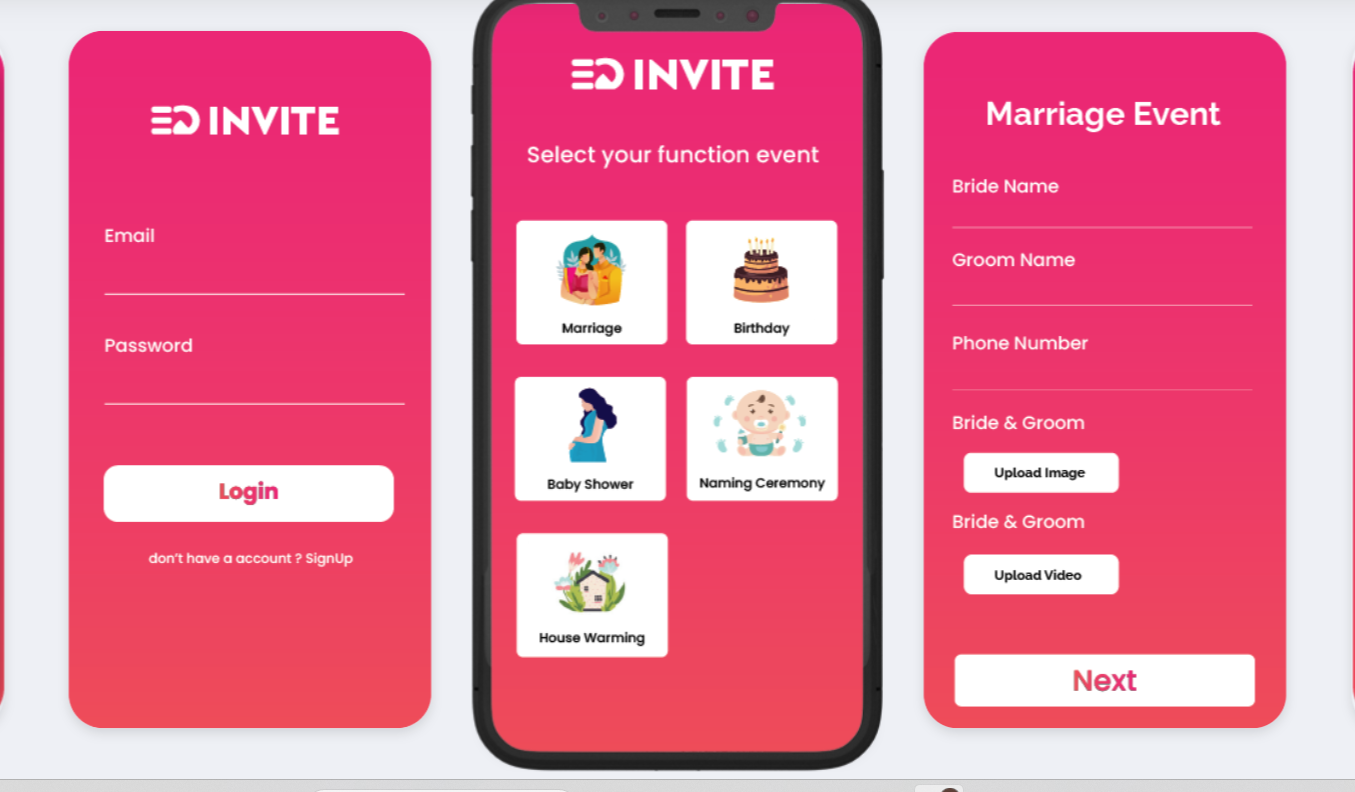 ED INVITE
Email
Password
Login
don't have a account ? SignUp
ED INVITE
Select your function event
Marriage
Birthday
Baby Shower
Naming Ceremony
House Warming
Marriage Event
Bride Name
Groom Name
Phone Number
Bride & Groom
Upload Image
Bride & Groom
Upload Video
Next